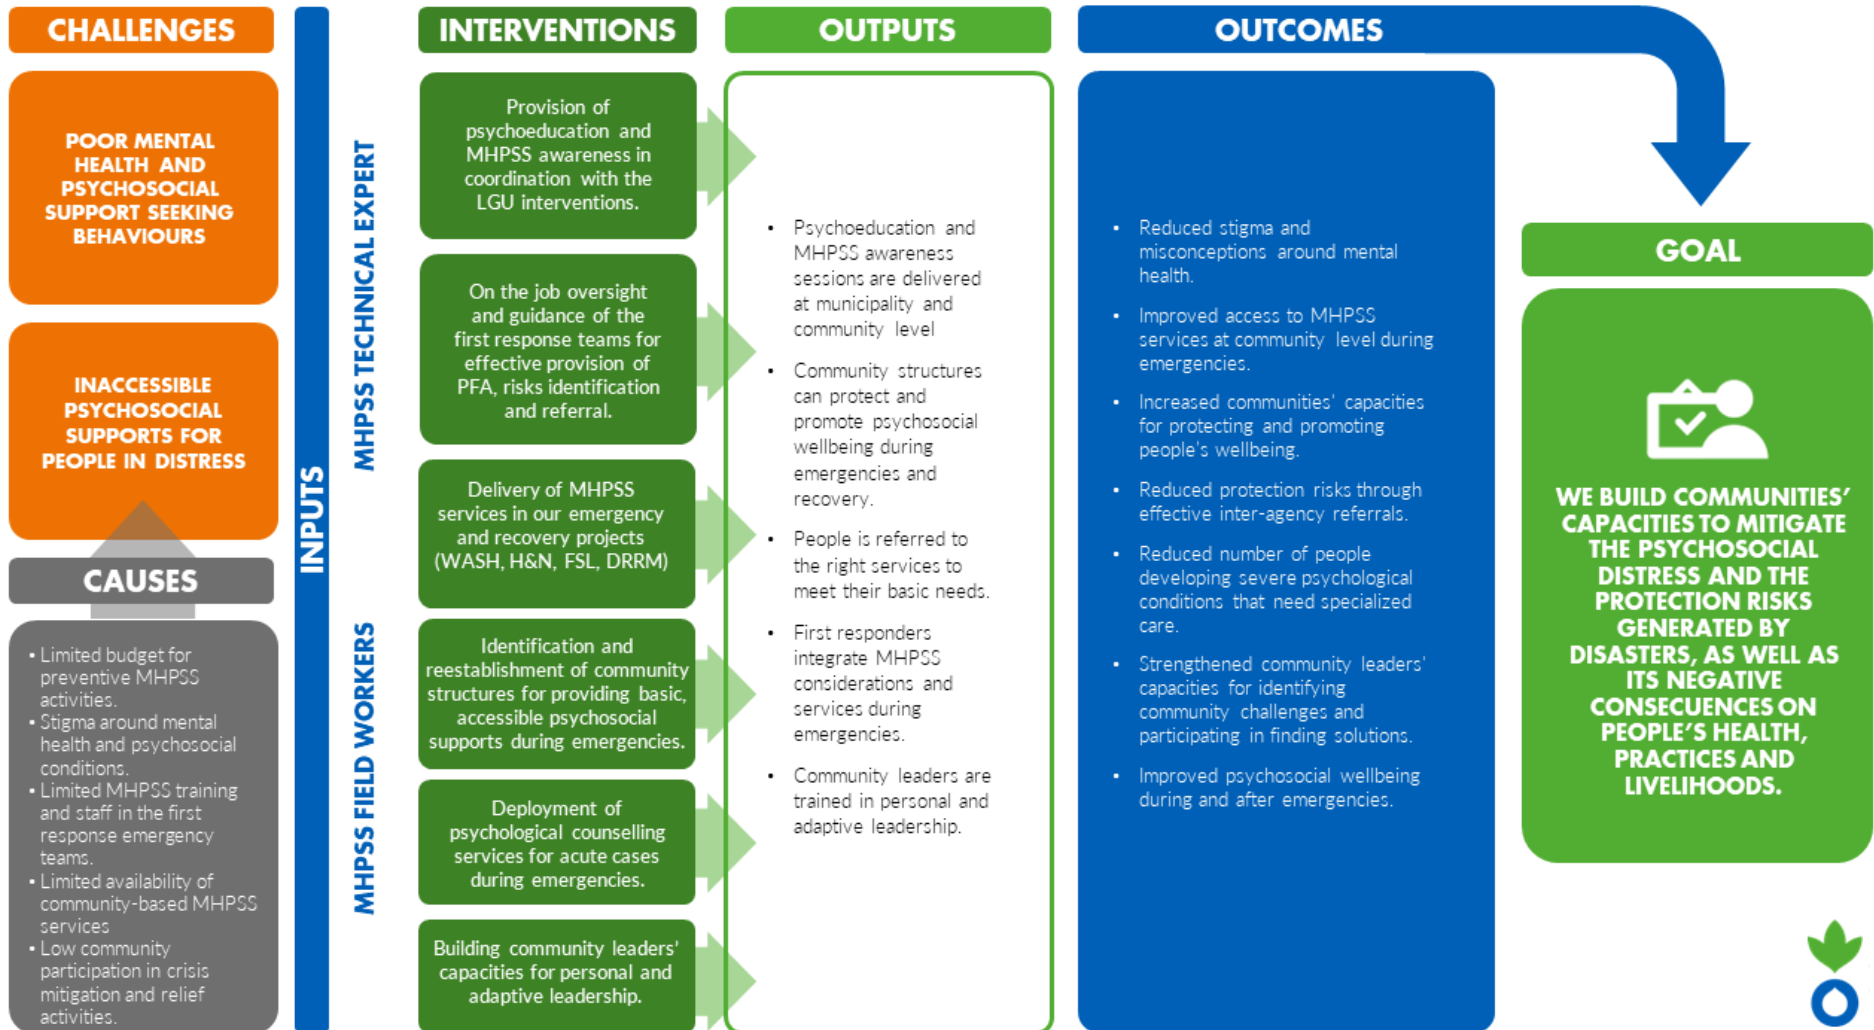 CHALLENGES
POOR MENTAL
HEALTH AND
PSYCHOSOCIAL
SUPPORT SEEKING
BEHAVIOURS
INACCESSIBLE
PSYCHOSOCIAL
SUPPORTS FOR
PEOPLE IN DISTRESS
CAUSES
• Limited budget for
preventive MHPSS
activities.
• Stigma around mental
health and psychosocial
conditions.
• Limited MHPSS training
and staff in the first
response emergency
teams.
• Limited availability of
community-based MHPSS
services
• Low community
participation in crisis
mitigation and relief
activities.
INPUTS
MHPSS TECHNICAL EXPERT
MHPSS FIELD WORKERS
INTERVENTIONS
Provision of
psychoeducation and
MHPSS awareness in
coordination with the
LGU interventions.
On the job oversight
and guidance of the
first response teams for
effective provision of
PFA, risks identification
and referral.
Delivery of MHPSS
services in our emergency
and recovery projects
(WASH, H&N, FSL, DRRM)
Identification and
reestablishment of community
structures for providing basic,
accessible psychosocial
supports during emergencies.
Deployment of
psychological counselling
services for acute cases
during emergencies.
Building community leaders'
capacities for personal and
adaptive leadership.
OUTPUTS
• Psychoeducation and
MHPSS awareness
sessions are delivered
at municipality and
community level
• Community structures
can protect and
promote psychosocial
wellbeing during
emergencies and
recovery.
• People is referred to
the right services to
meet their basic needs.
• First responders
integrate MHPSS
considerations and
services during
emergencies.
• Community leaders are
trained in personal and
adaptive leadership.
OUTCOMES
• Reduced stigma and
misconceptions around mental
health.
• Improved access to MHPSS
services at community level during
emergencies.
• Increased communities' capacities
for protecting and promoting
people's wellbeing.
• Reduced protection risks through
effective inter-agency referrals.
• Reduced number of people
developing severe psychological
conditions that need specialized
care.
• Strengthened community leaders'
capacities for identifying
community challenges and
participating in finding solutions.
• Improved psychosocial wellbeing
during and after emergencies.
GOAL
WE BUILD COMMUNITIES'
CAPACITIES TO MITIGATE
THE PSYCHOSOCIAL
DISTRESS AND THE
PROTECTION RISKS
GENERATED BY
DISASTERS, AS WELL AS
ITS NEGATIVE
CONSECUENCES ON
PEOPLE'S HEALTH,
PRACTICES AND
LIVELIHOODS.